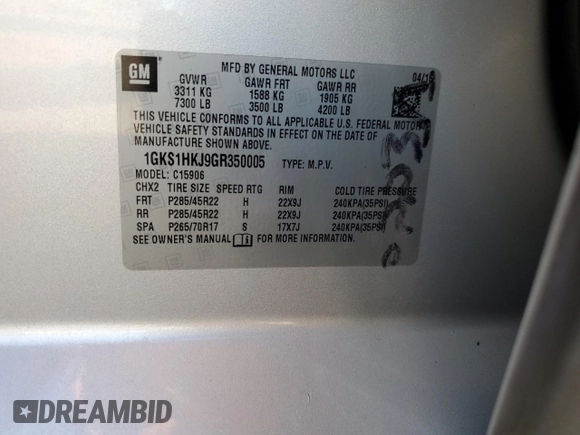 GM
MFD BY GENERAL MOTORS LLC
04/16
GVWR GAWR FRT GAWR RR
3311 KG 1588 KG 1905 KG
7300 LB 3500 LB 4200 LB
THIS VEHICLE CONFORMS TO ALL APPLICABLE U.S. FEDERAL MOTOR
VEHICLE SAFETY STANDARDS IN EFFECT ON THE DATE OF
MANUFACTURE SHOWN ABOVE.
1GKS1HKJ9GR350005 TYPE: M.P.V.
MODEL: C15906
CHX2 TIRE SIZE SPEED RTG RIM COLD TIRE PRESSURE
FRT P285/45R22 H 22X9J 240KPA(35PSI)
RR P285/45R22 H 22X9J 240KPA(35PSI)
SPA P265/70R17 S 17X7J 240KPA(35PSI)
SEE OWNER'S MANUAL FOR MORE INFORMATION.
DREAMBID